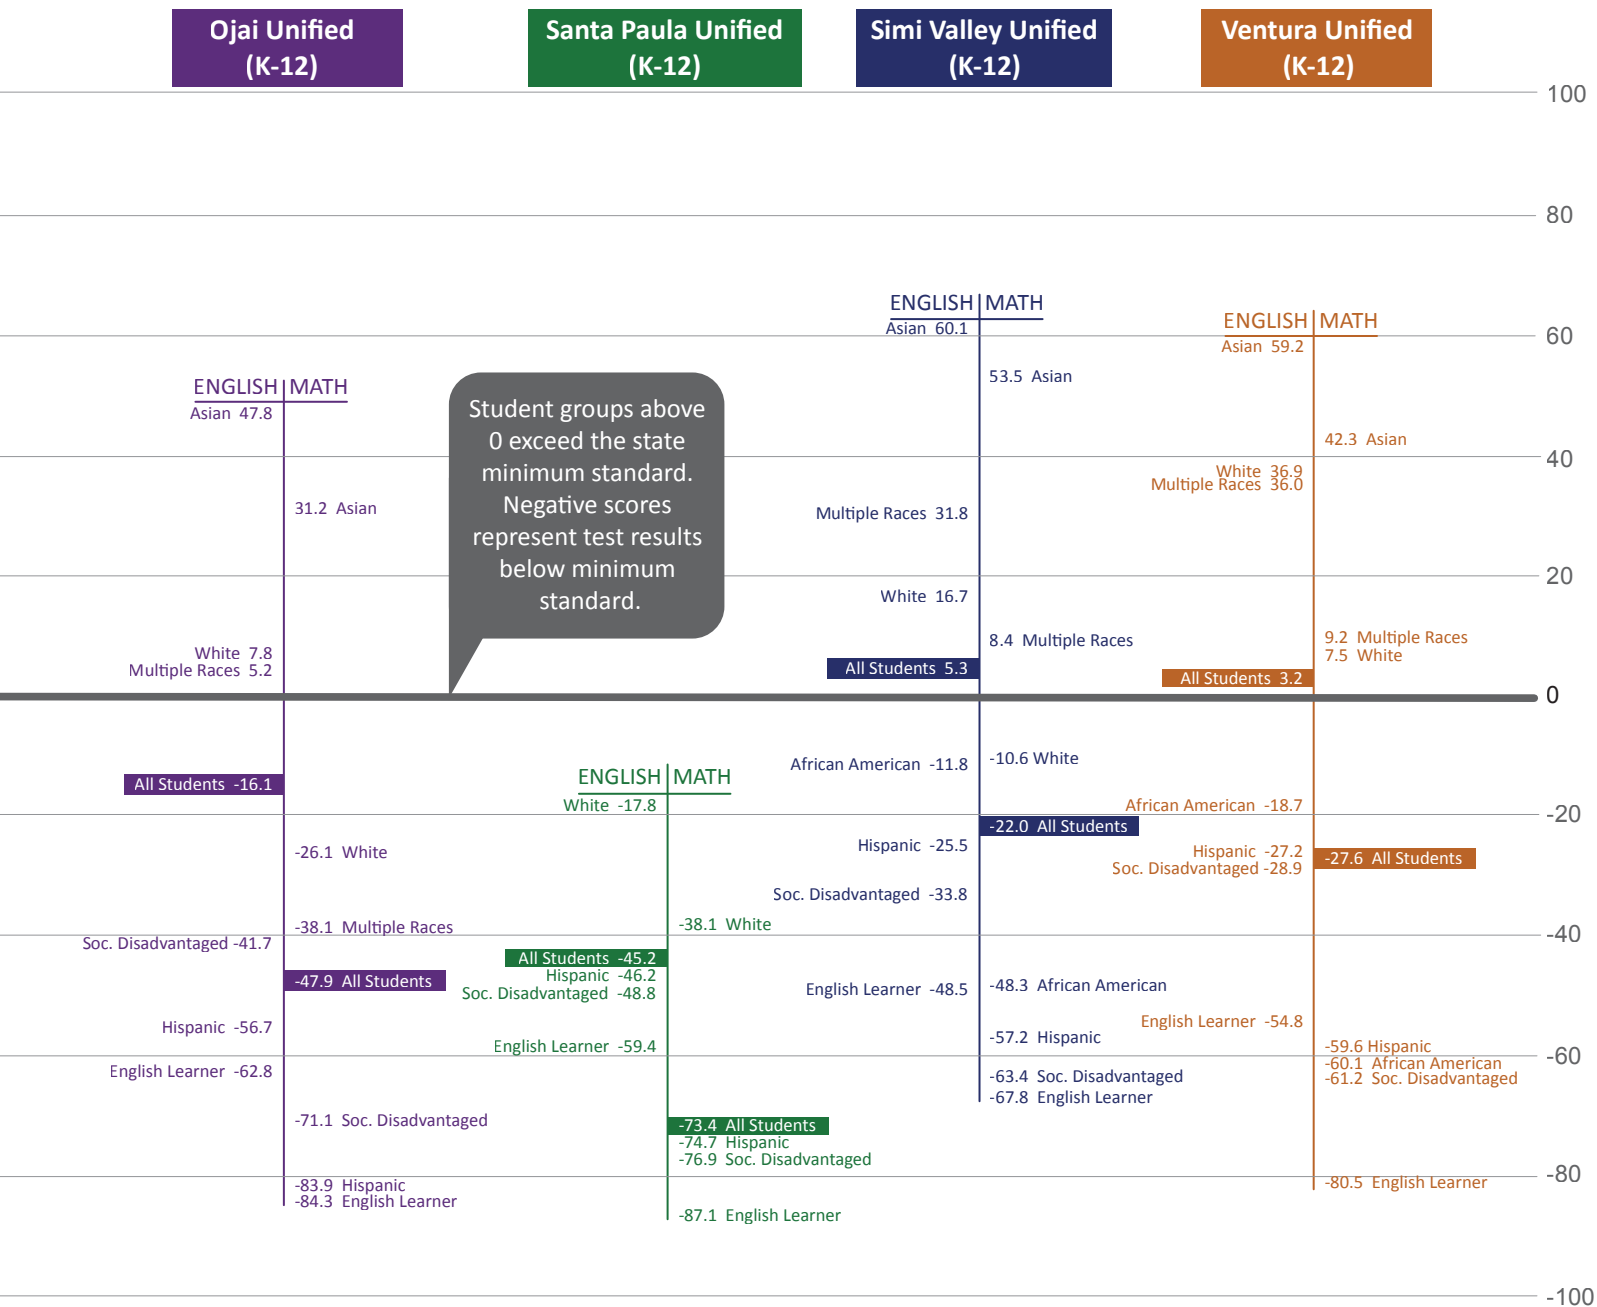 Ojai Unified
(K-12)
Santa Paula Unified
(K-12)
Simi Valley Unified
(K-12)
Ventura Unified
(K-12)
100
80
60
40
20
0
-20
-40
-60
-80
-100
ENGLISH MATH
Asian 47.8
31.2 Asian
White 7.8
Multiple Races 5.2
All Students -16.1
-26.1 White
-38.1 Multiple Races
Soc. Disadvantaged -41.7
-47.9 All Students
Hispanic -56.7
English Learner -62.8
-71.1 Soc. Disadvantaged
-83.9 Hispanic
-84.3 English Learner
Student groups above
0 exceed the state
minimum standard.
Negative scores
represent test results
below minimum
standard.
ENGLISH MATH
White -17.8
-38.1 White
All Students -45.2
Hispanic -46.2
Soc. Disadvantaged -48.8
English Learner -59.4
-73.4 All Students
-74.7 Hispanic
-76.9 Soc. Disadvantaged
-87.1 English Learner
ENGLISH MATH
Asian 60.1
53.5 Asian
Multiple Races 31.8
White 16.7
8.4 Multiple Races
All Students 5.3
-10.6 White
African American -11.8
-22.0 All Students
Hispanic -25.5
Soc. Disadvantaged -33.8
-48.3 African American
English Learner -48.5
-57.2 Hispanic
-63.4 Soc. Disadvantaged
-67.8 English Learner
ENGLISH MATH
Asian 59.2
42.3 Asian
White 36.9
Multiple Races 36.0
9.2 Multiple Races
7.5 White
All Students 3.2
African American -18.7
Hispanic -27.2
-27.6 All Students
Soc. Disadvantaged -28.9
English Learner -54.8
-59.6 Hispanic
-60.1 African American
-61.2 Soc. Disadvantaged
-80.5 English Learner